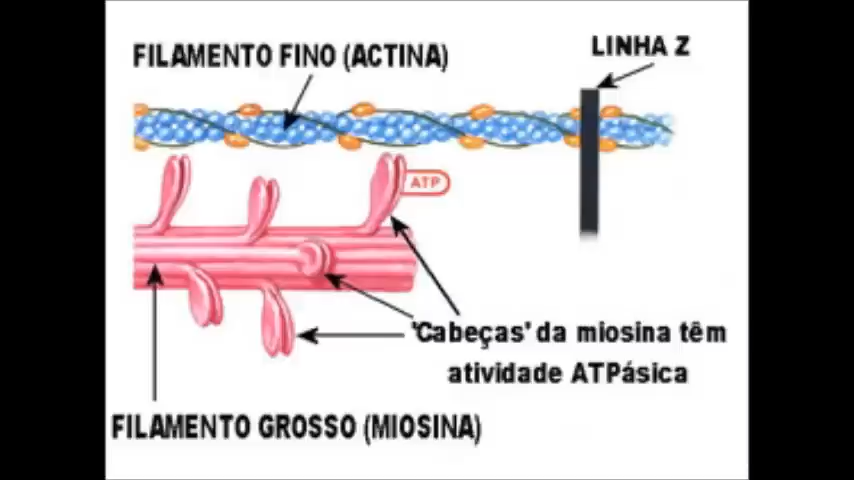 FILAMENTO FINO (ACTINA)
LINHA Z
ATP
'Cabeças' da miosina têm
atividade ATPásica
FILAMENTO GROSSO (MIOSINA)